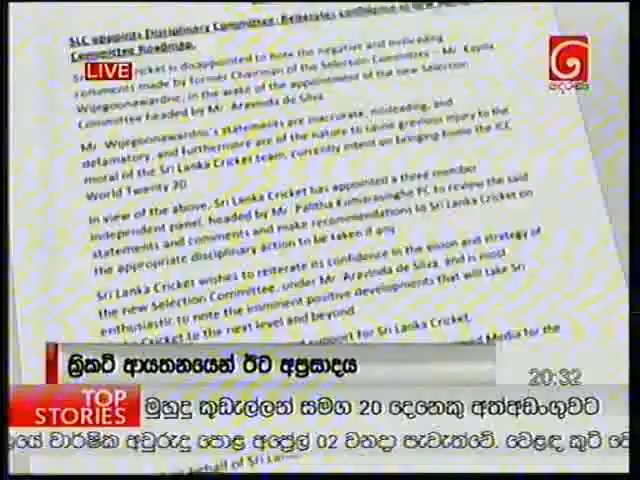 SLC appoints Disciplinary Committee: Reiterates confidence in new
Committee Roadmap.
LIVE
Cricket is disappointed to note the negative and misleading
comments made by former Chairman of the Selection Committee - Mr.
Wijegoonawardne, in the wake of the appointment of the new Selection
Committee headed by Mr. Aravinda de Silva.
Mr. Wijegoonawardne's statements are inaccurate, misleading, and
defamatory, and furthermore are of the nature to cause grevious injury to the
moral of the Sri Lanka Cricket team, currently intent on bringing home the ICC
World Twenty 20.
In view of the above, Sri Lanka Cricket has appointed a three member
independent panel, headed by Mr. Palitha Kumarasinghe PC to review the said
statements and comments and make recommendations to Sri Lanka Cricket on
the appropriate disciplinary action to be taken if any.
Sri Lanka Cricket wishes to reiterate its confidence in the vision and strategy of
the new Selection Committee, under Mr. Aravinda de Silva, and is most
enthusiastic to note the imminent positive developments that will take Sri
Cricket to the next level and beyond.
support for Sri Lanka Cricket,
Media for the
ක්‍රිකට් ආයතනයෙන් ඊට අප්‍රසාදය
20:32
TOP STORIES
මුහුදු කූඩැල්ලන් සමග 20 දෙනෙකු අත්අඩංගුවට
වාර්ෂික අවුරුදු පොළ අප්‍රේල් 02 වනදා පැවැත්වේ. වෙළඳ කුටි
behalf of Sri